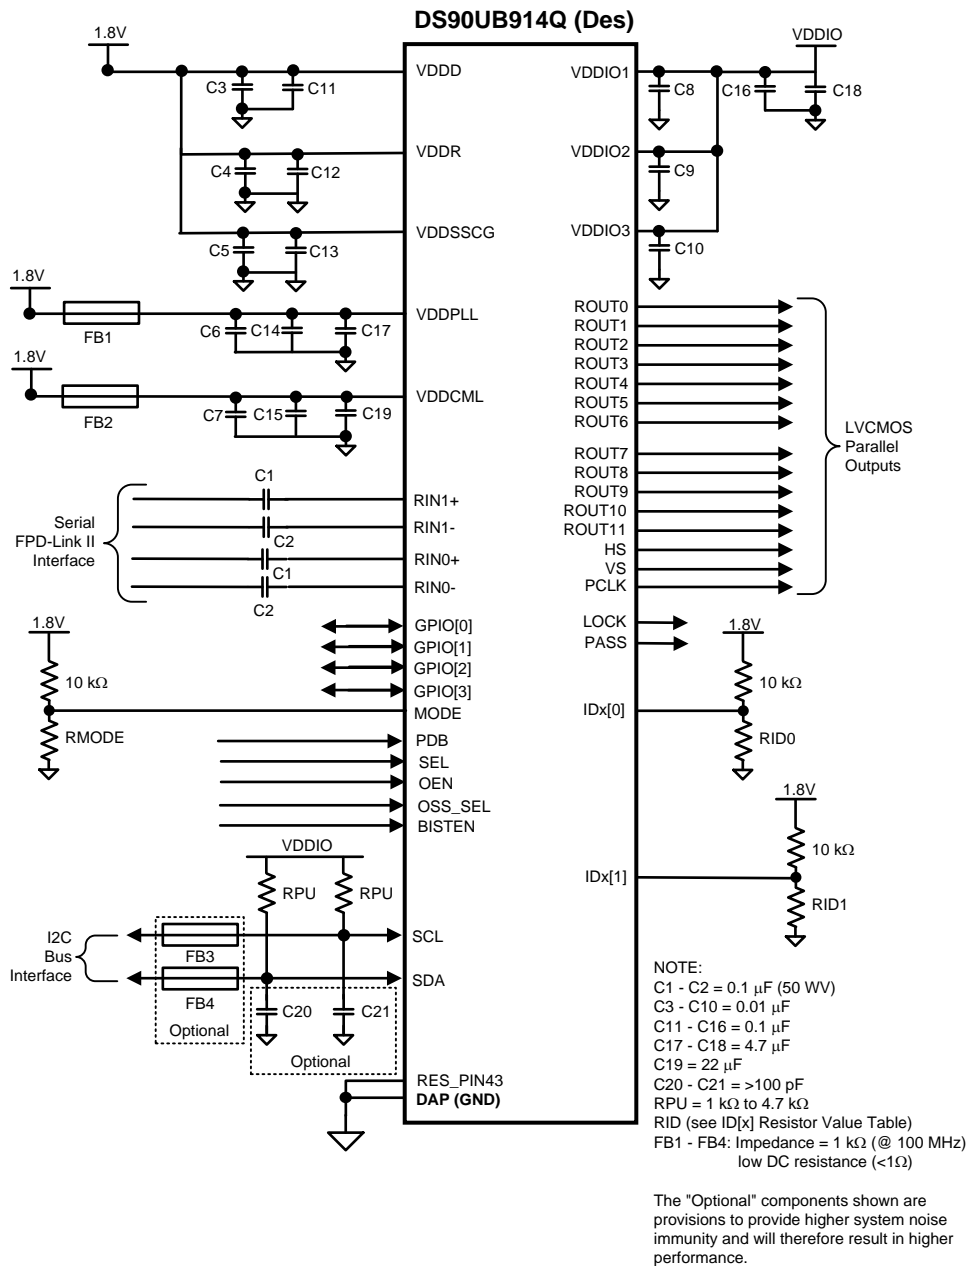 DS90UB914Q (Des)
1.8V
VDDIO
VDDD
VDDIO1
C3
C11
C8
C16
C18
VDDR
VDDIO2
C4
C12
C9
VDDSSCG
VDDIO3
C5
C13
C10
1.8V
FB1
VDDPLL
C6
C14
C17
1.8V
FB2
VDDCML
C7
C15
C19
ROUT0
ROUT1
ROUT2
ROUT3
ROUT4
ROUT5
ROUT6
ROUT7
ROUT8
ROUT9
ROUT10
ROUT11
HS
VS
PCLK
LVCMOS
Parallel
Outputs
C1
RIN1+
RIN1-
C2
RIN0+
C1
RIN0-
C2
Serial
FPD-Link II
Interface
GPIO[0]
GPIO[1]
GPIO[2]
GPIO[3]
MODE
1.8V
10 kΩ
RMODE
LOCK
PASS
1.8V
10 kΩ
IDx[0]
RID0
PDB
SEL
OEN
OSS_SEL
BISTEN
1.8V
10 kΩ
IDx[1]
RID1
VDDIO
RPU
RPU
I2C
Bus
Interface
SCL
FB3
SDA
FB4
Optional
C20
C21
Optional
RES_PIN43
DAP (GND)
NOTE:
C1 - C2 = 0.1 μF (50 WV)
C3 - C10 = 0.01 μF
C11 - C16 = 0.1 μF
C17 - C18 = 4.7 μF
C19 = 22 μF
C20 - C21 = >100 pF
RPU = 1 kΩ to 4.7 kΩ
RID (see ID[x] Resistor Value Table)
FB1 - FB4: Impedance = 1 kΩ (@ 100 MHz)
low DC resistance (<1Ω)
The "Optional" components shown are
provisions to provide higher system noise
immunity and will therefore result in higher
performance.